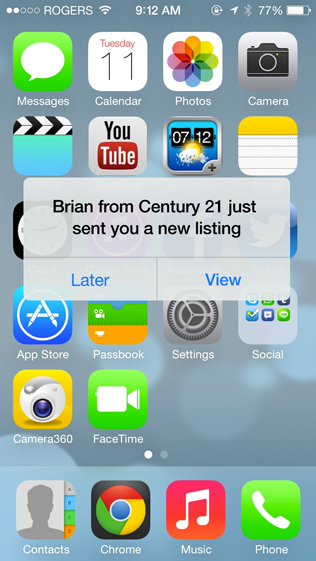 ROGERS 9:12 AM 77%
Tuesday
11
Messages Calendar Photos Camera
You
Tube
07 12
Brian from Century 21 just
sent you a new listing
Later View
App Store Passbook Settings Social
Camera360 FaceTime
Contacts Chrome Music Phone